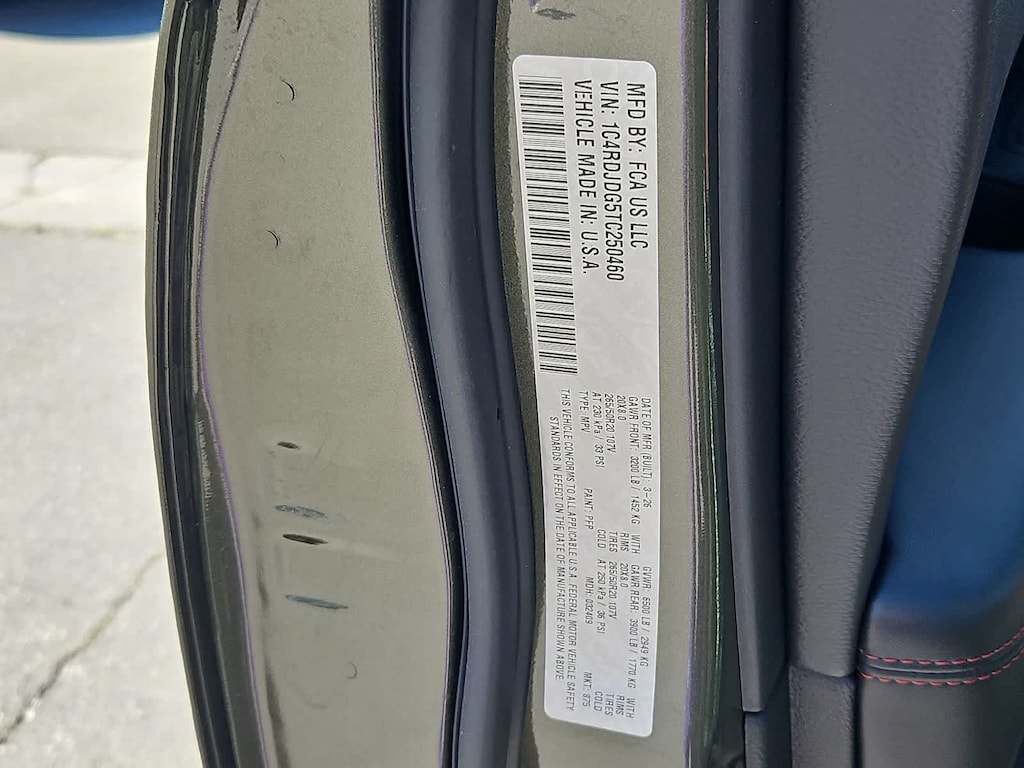 MFD BY: FCA US LLC
VIN: 1C4RDJDG5TC250460
VEHICLE MADE IN: U.S.A.
DATE OF MFR (BUILT): 3-26 GVWR: 6500 LB / 2949 KG
GAWR FRONT: 3200 LB / 1452 KG WITH GAWR REAR: 3900 LB / 1770 KG WITH
20X8.0 RIMS 20X8.0 RIMS
265/50R20 107V TIRES 265/50R20 107V TIRES
AT 230 kPa / 33 PSI COLD AT 250 kPa / 36 PSI COLD
TYPE: MPV PAINT: PFP MDH: 032409 MKT: 875
THIS VEHICLE CONFORMS TO ALL APPLICABLE U.S.A. FEDERAL MOTOR VEHICLE SAFETY
STANDARDS IN EFFECT ON THE DATE OF MANUFACTURE SHOWN ABOVE.